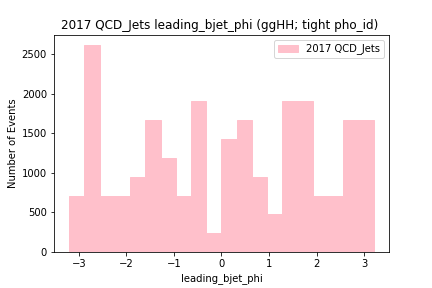 2017 QCD_Jets leading_bjet_phi (ggHH; tight pho_id)
2017 QCD_Jets
Number of Events
2500
2000
1500
1000
500
0
−3 −2 −1 0 1 2 3
leading_bjet_phi